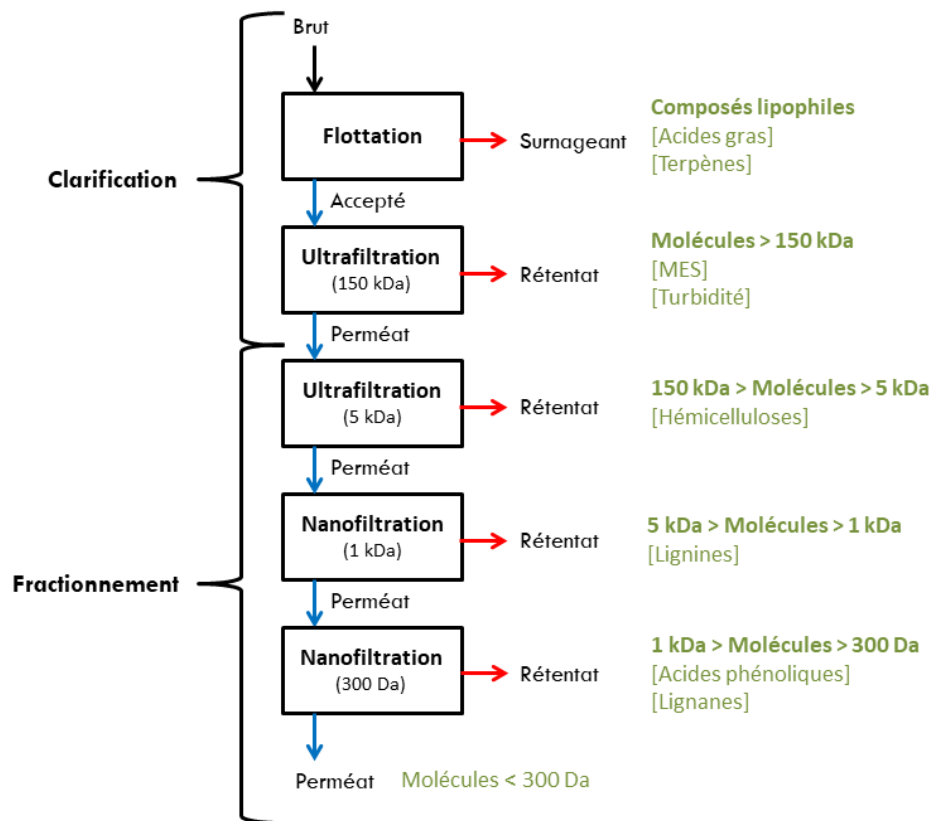 Brut
Flottation
Surnageant
Composés lipophiles
[Acides gras]
[Terpènes]
Clarification
Accepté
Ultrafiltration
(150 kDa)
Rétentat
Molécules > 150 kDa
[MES]
[Turbidité]
Perméat
Ultrafiltration
(5 kDa)
Rétentat
150 kDa > Molécules > 5 kDa
[Hémicelluloses]
Perméat
Nanofiltration
(1 kDa)
Rétentat
5 kDa > Molécules > 1 kDa
[Lignines]
Fractionnement
Perméat
Nanofiltration
(300 Da)
Rétentat
1 kDa > Molécules > 300 Da
[Acides phénoliques]
[Lignanes]
Perméat
Molécules < 300 Da